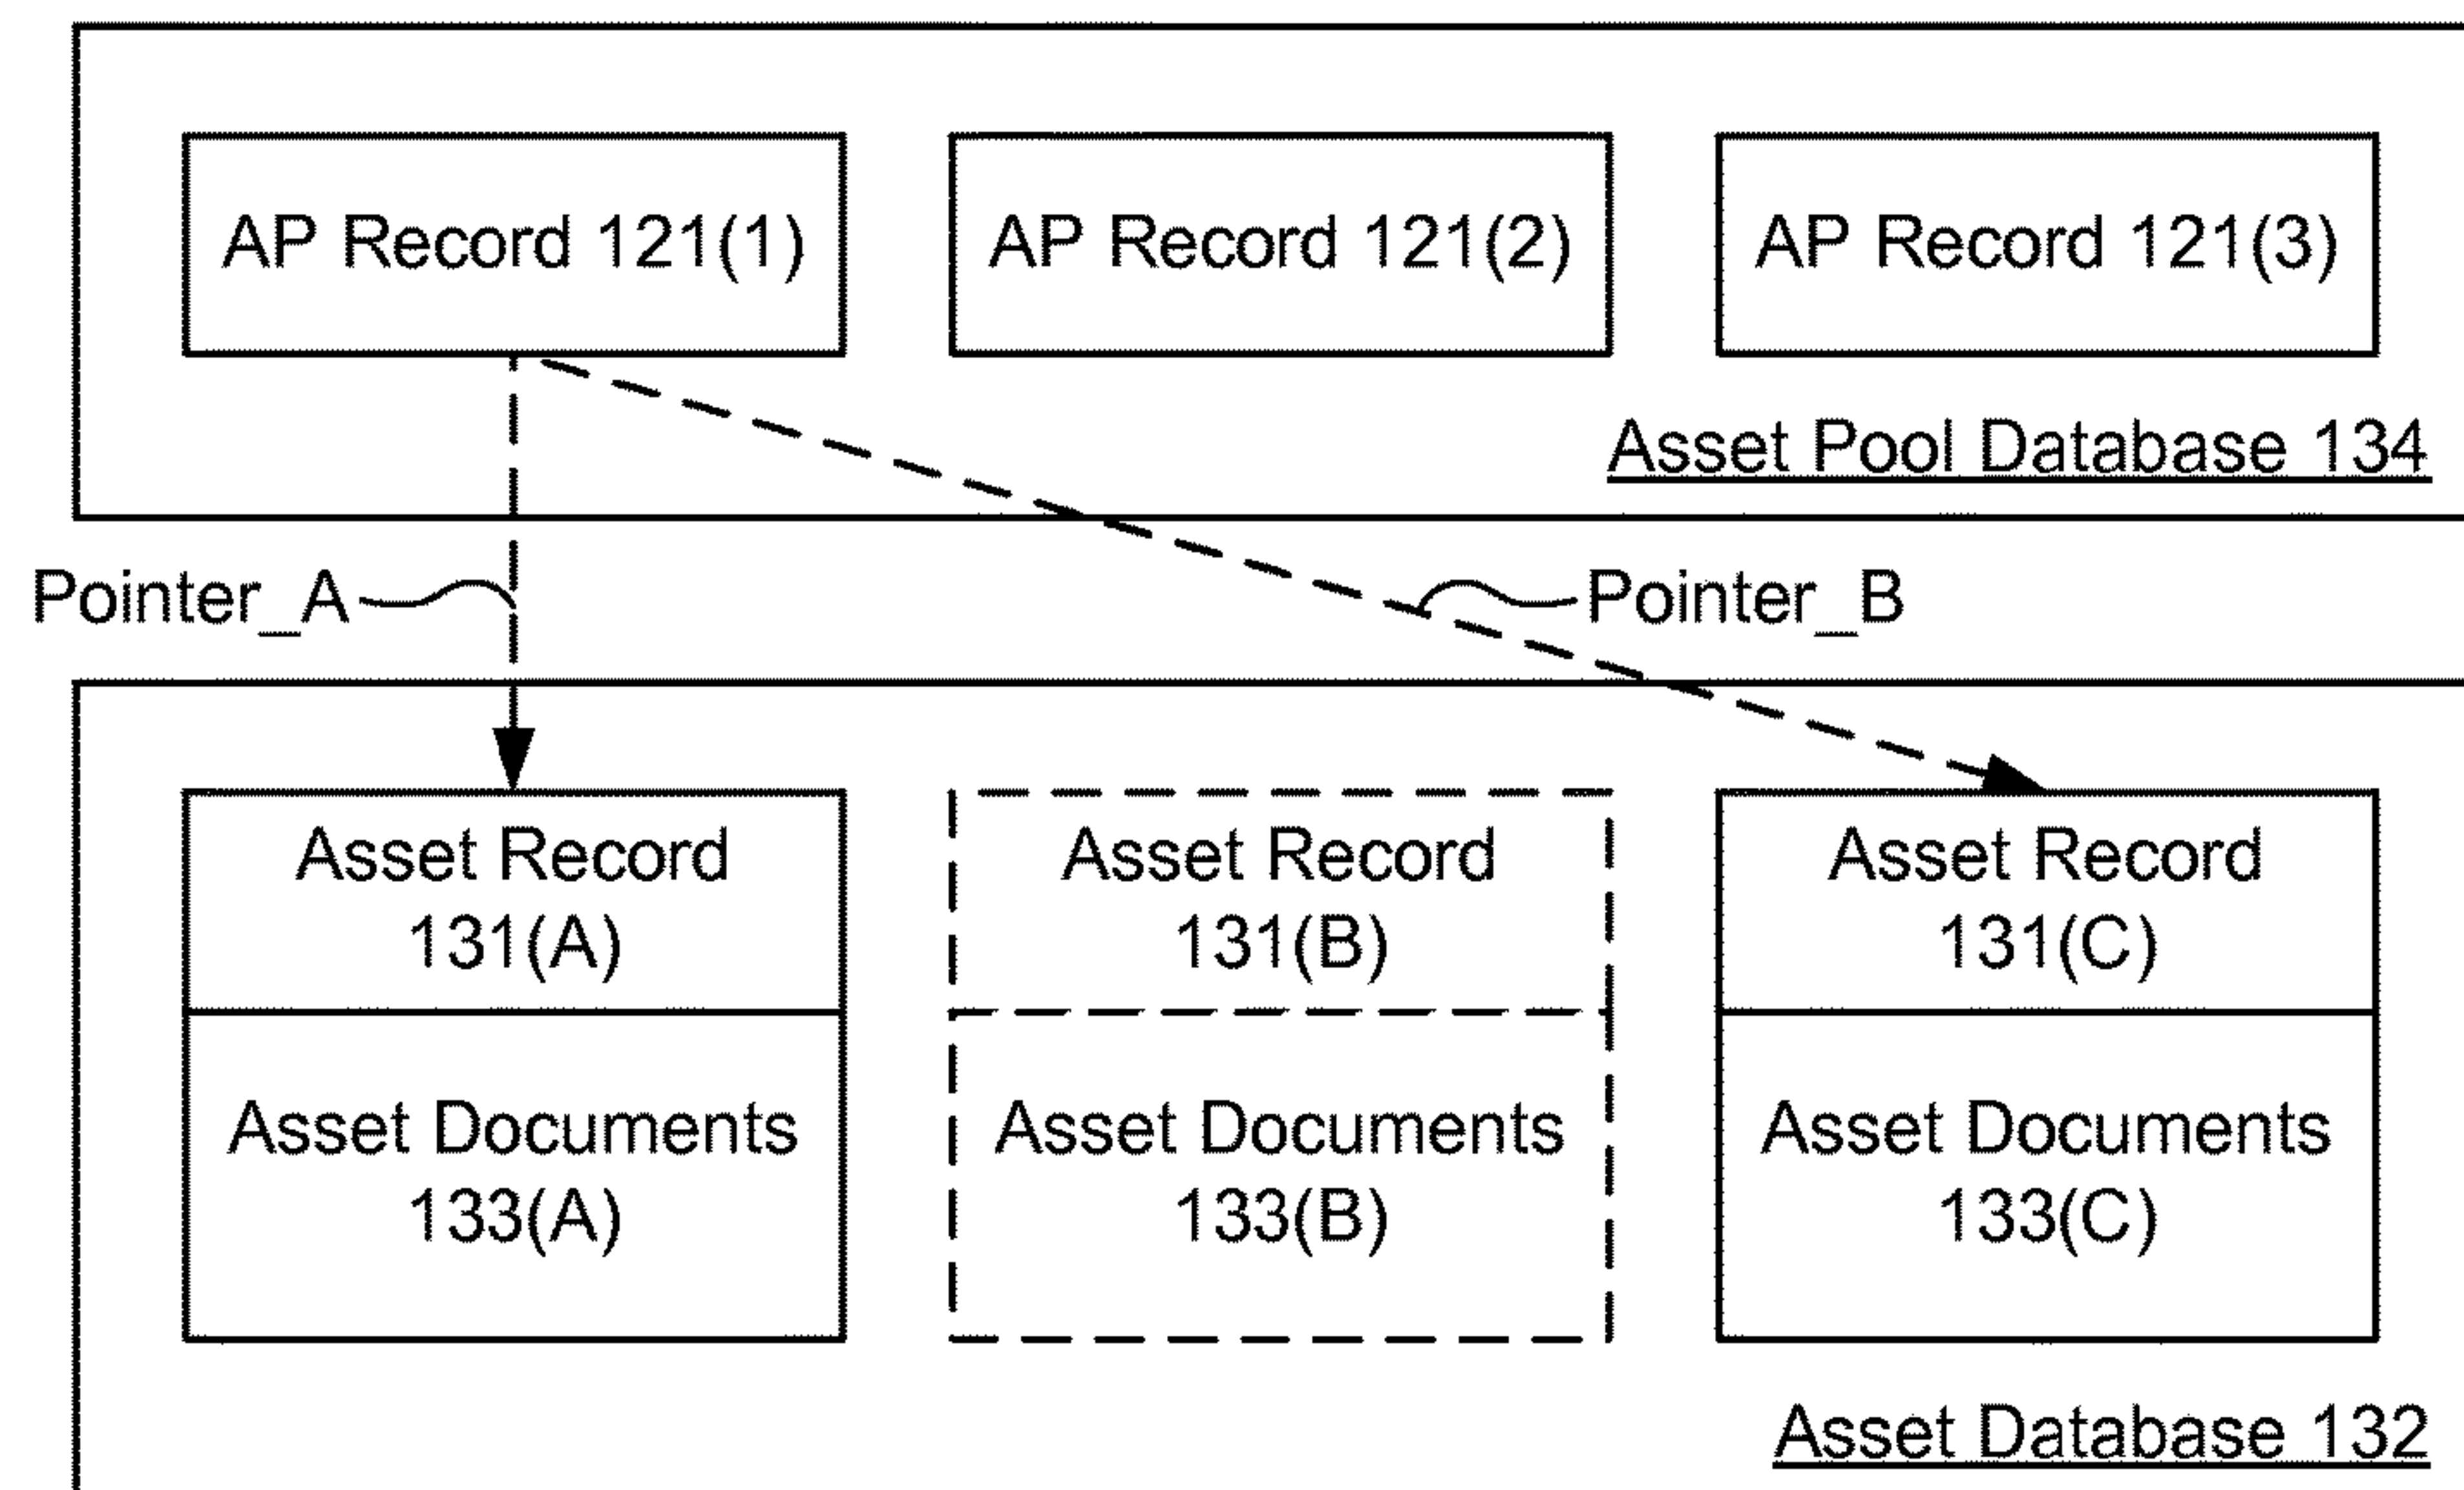 AP Record 121(1)
AP Record 121(2)
AP Record 121(3)
Asset Pool Database 134
Pointer_A
Pointer_B
Asset Record
131(A)
Asset Documents
133(A)
Asset Record
131(B)
Asset Documents
133(B)
Asset Record
131(C)
Asset Documents
133(C)
Asset Database 132